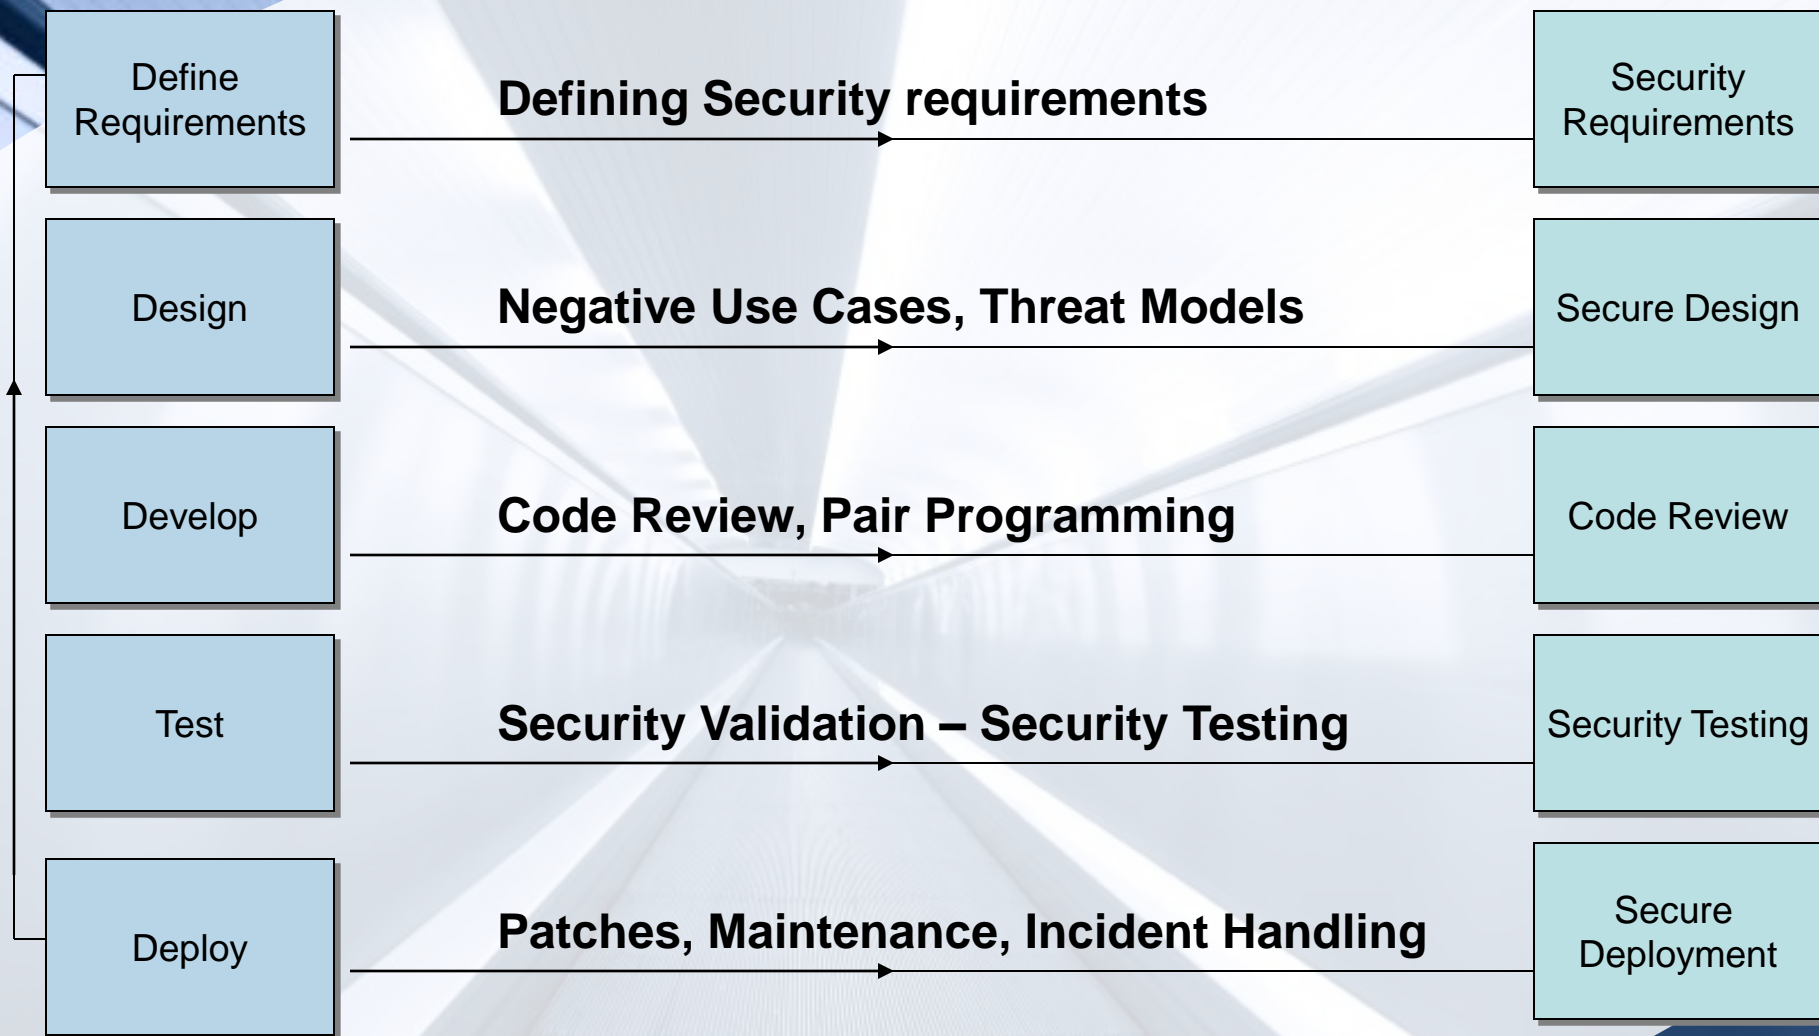 Define
Requirements
Defining Security requirements
Security
Requirements
Design
Negative Use Cases, Threat Models
Secure Design
Develop
Code Review, Pair Programming
Code Review
Test
Security Validation – Security Testing
Security Testing
Deploy
Patches, Maintenance, Incident Handling
Secure
Deployment